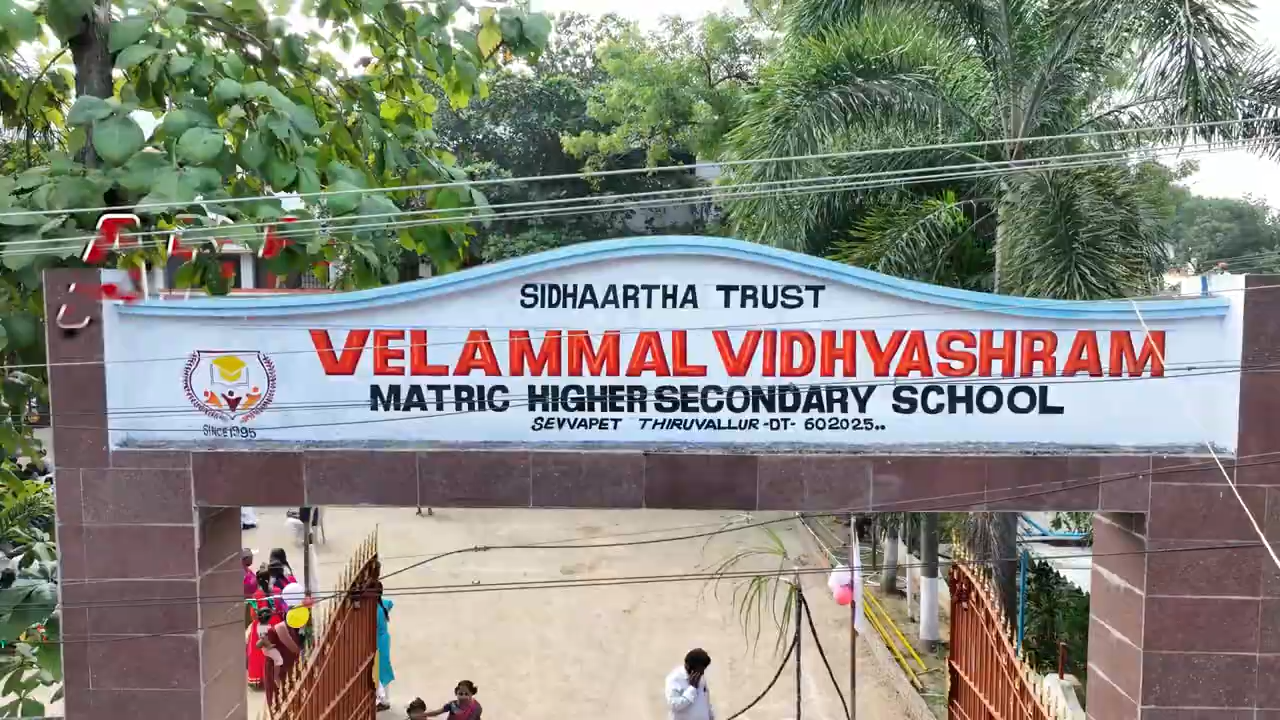 SIDHAARTHA TRUST
VELAMMAL VIDHYASHRAM
MATRIC HIGHER SECONDARY SCHOOL
SEVVAPET THIRUVALLUR -DT- 602025..
SINCE 1995